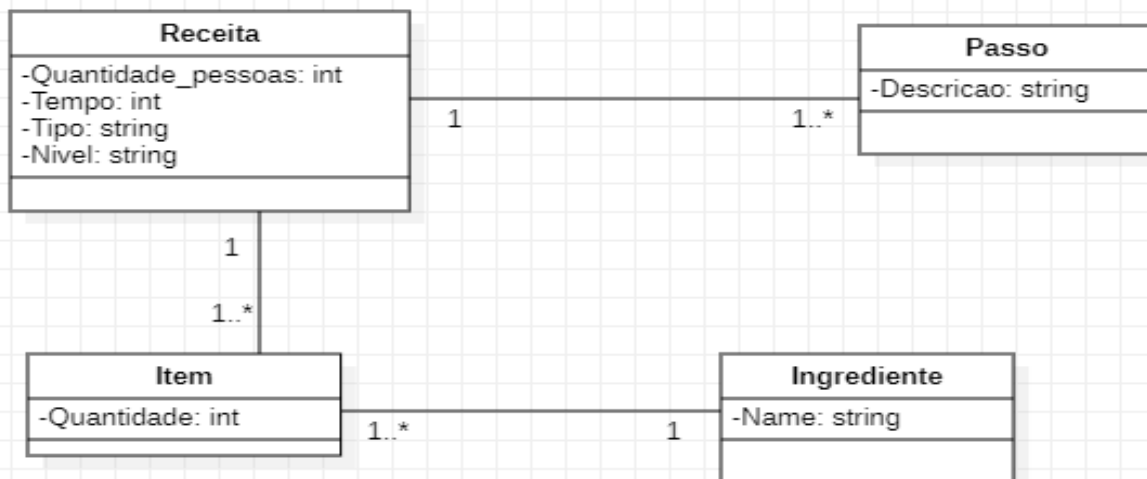 Receita
-Quantidade_pessoas: int
-Tempo: int
-Tipo: string
-Nivel: string
Passo
-Descricao: string
1
1..*
1
1..*
Item
-Quantidade: int
Ingrediente
-Name: string
1..*
1